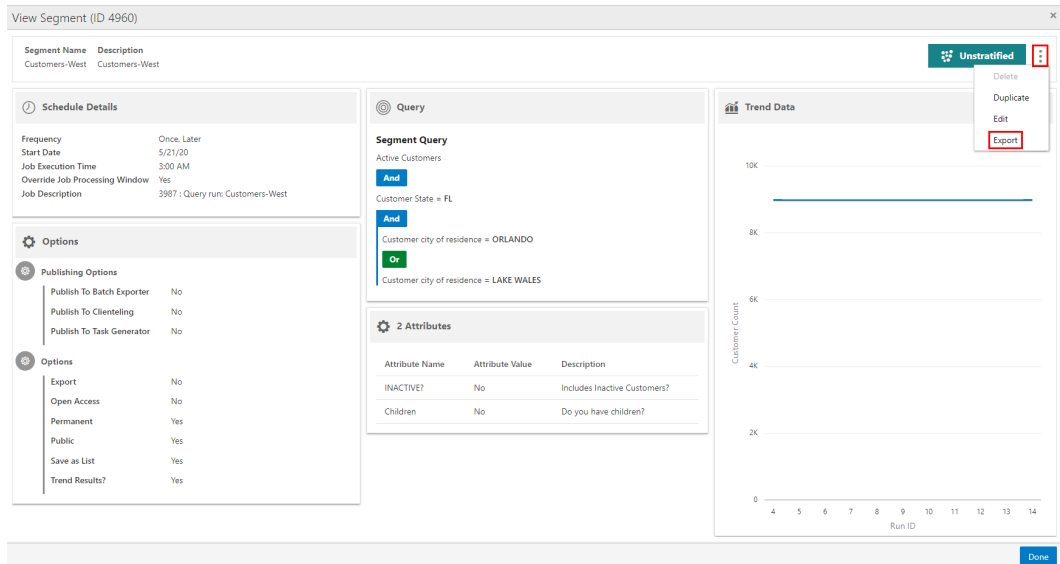 View Segment (ID 4960)
×
Segment Name Description
Customers-West Customers-West
Unstratified
Delete
Duplicate
Edit
Export
Schedule Details
Frequency Once, Later
Start Date 5/21/20
Job Execution Time 3:00 AM
Override Job Processing Window Yes
Job Description 3987 : Query run: Customers-West
Options
Publishing Options
Publish To Batch Exporter No
Publish To Clienteling No
Publish To Task Generator No
Options
Export No
Open Access No
Permanent Yes
Public Yes
Save as List Yes
Trend Results? Yes
Query
Segment Query
Active Customers
And
Customer State = FL
And
Customer city of residence = ORLANDO
Or
Customer city of residence = LAKE WALES
2 Attributes
Attribute Name Attribute Value Description
INACTIVE? No Includes Inactive Customers?
Children No Do you have children?
Trend Data
10K
8K
6K
4K
2K
0
Customer Count
4 5 6 7 8 9 10 11 12 13 14
Run ID
Done